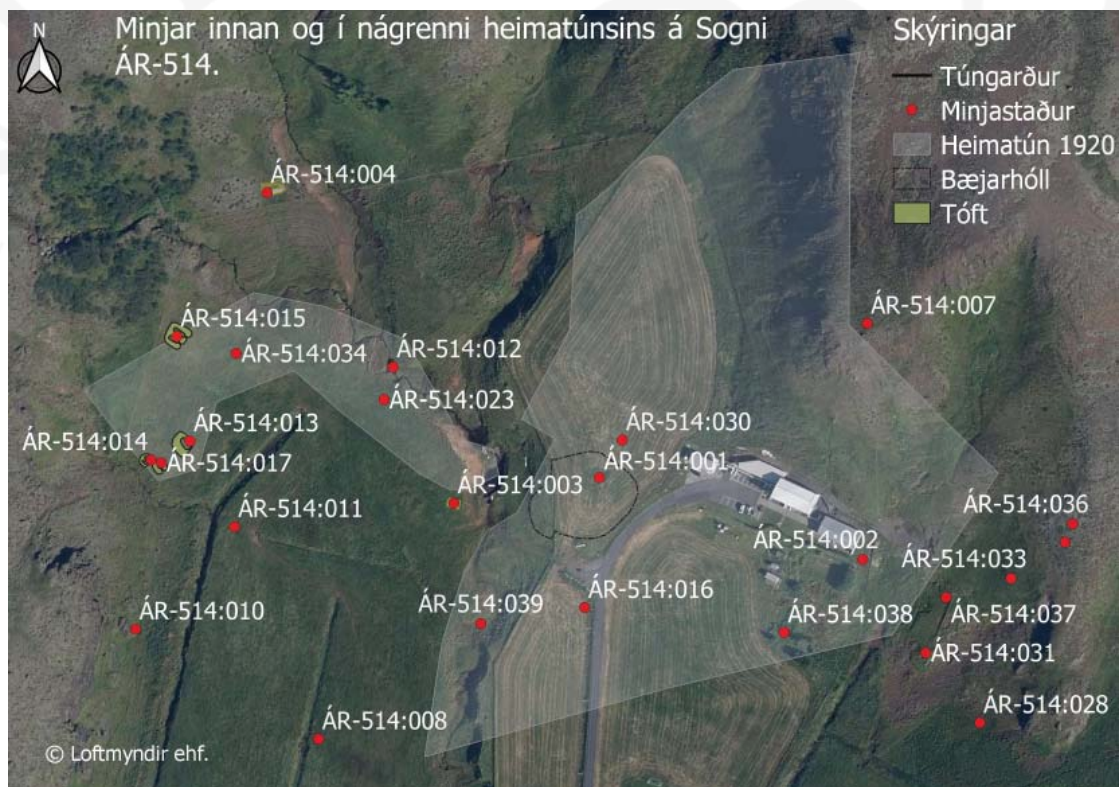 Minjar innan og í nágrenni heimatúnsins á Sogni
ÁR-514.
N
Skýringar
Túngarður
Minjastaður
Heimatún 1920
Bæjarhóll
Tóft
ÁR-514:004
ÁR-514:007
ÁR-514:015
ÁR-514:034
ÁR-514:012
ÁR-514:023
ÁR-514:013
ÁR-514:014
ÁR-514:017
ÁR-514:030
ÁR-514:001
ÁR-514:003
ÁR-514:011
ÁR-514:036
ÁR-514:002
ÁR-514:033
ÁR-514:010
ÁR-514:039
ÁR-514:016
ÁR-514:038
ÁR-514:037
ÁR-514:031
ÁR-514:008
ÁR-514:028
© Loftmyndir ehf.